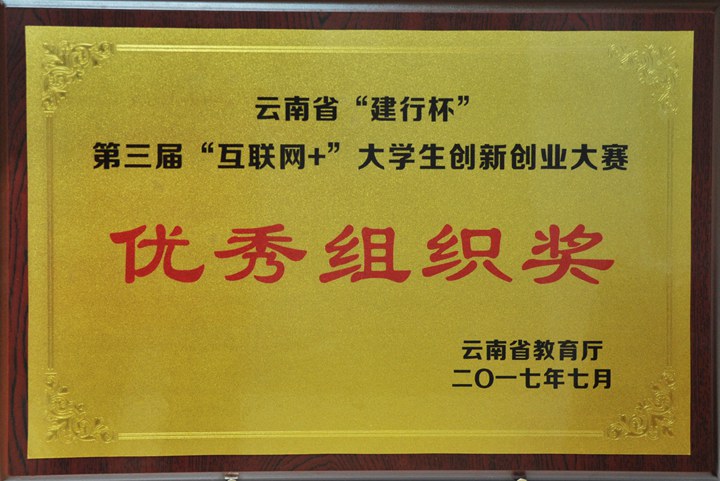 云南省“建行杯”
第三届“互联网+”大学生创新创业大赛
优秀组织奖
云南省教育厅
二〇一七年七月